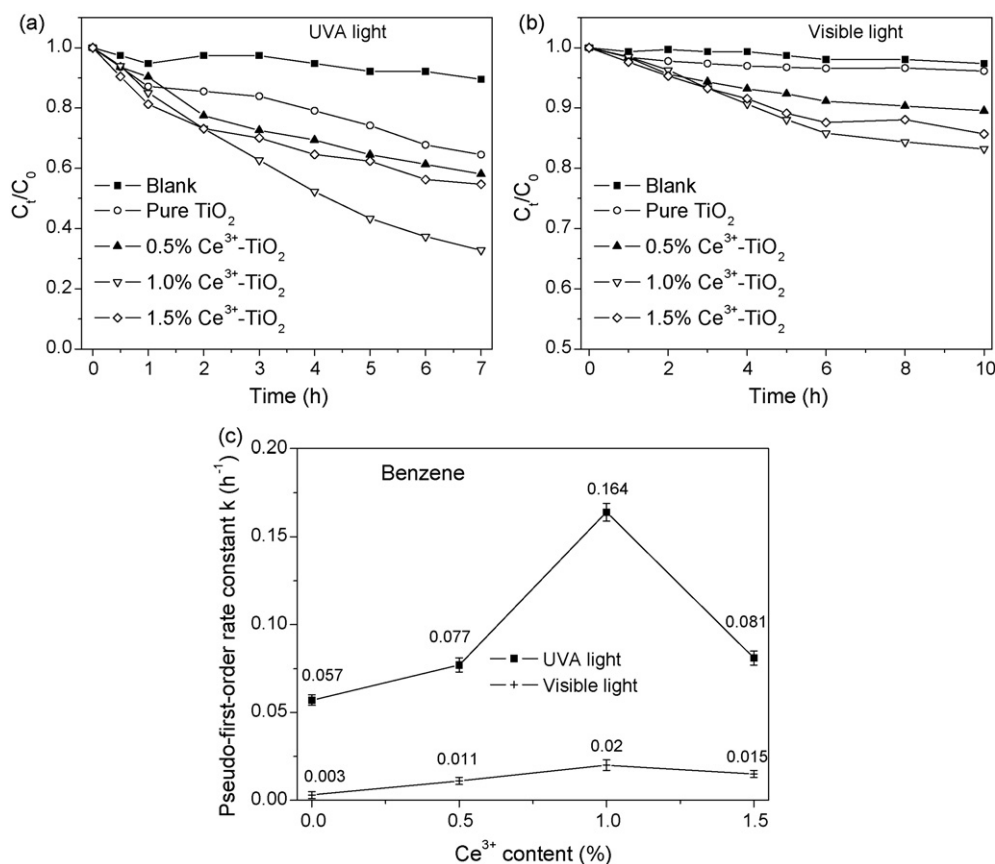 (a)
UVA light
1.0
0.8
0.6
0.4
0.2
0.0
C_t/C_0
Blank
Pure TiO₂
0.5% Ce³⁺-TiO₂
1.0% Ce³⁺-TiO₂
1.5% Ce³⁺-TiO₂
0 1 2 3 4 5 6 7
Time (h)
(b)
Visible light
1.0
0.9
0.8
0.7
0.6
0.5
C_t/C_0
Blank
Pure TiO₂
0.5% Ce³⁺-TiO₂
1.0% Ce³⁺-TiO₂
1.5% Ce³⁺-TiO₂
0 2 4 6 8 10
Time (h)
(c)
Benzene
Pseudo-first-order rate constant k (h⁻¹)
0.20
0.15
0.10
0.05
0.00
0.164
0.081
0.077
0.057
UVA light
Visible light
0.003
0.011
0.02
0.015
0.0 0.5 1.0 1.5
Ce³⁺ content (%)